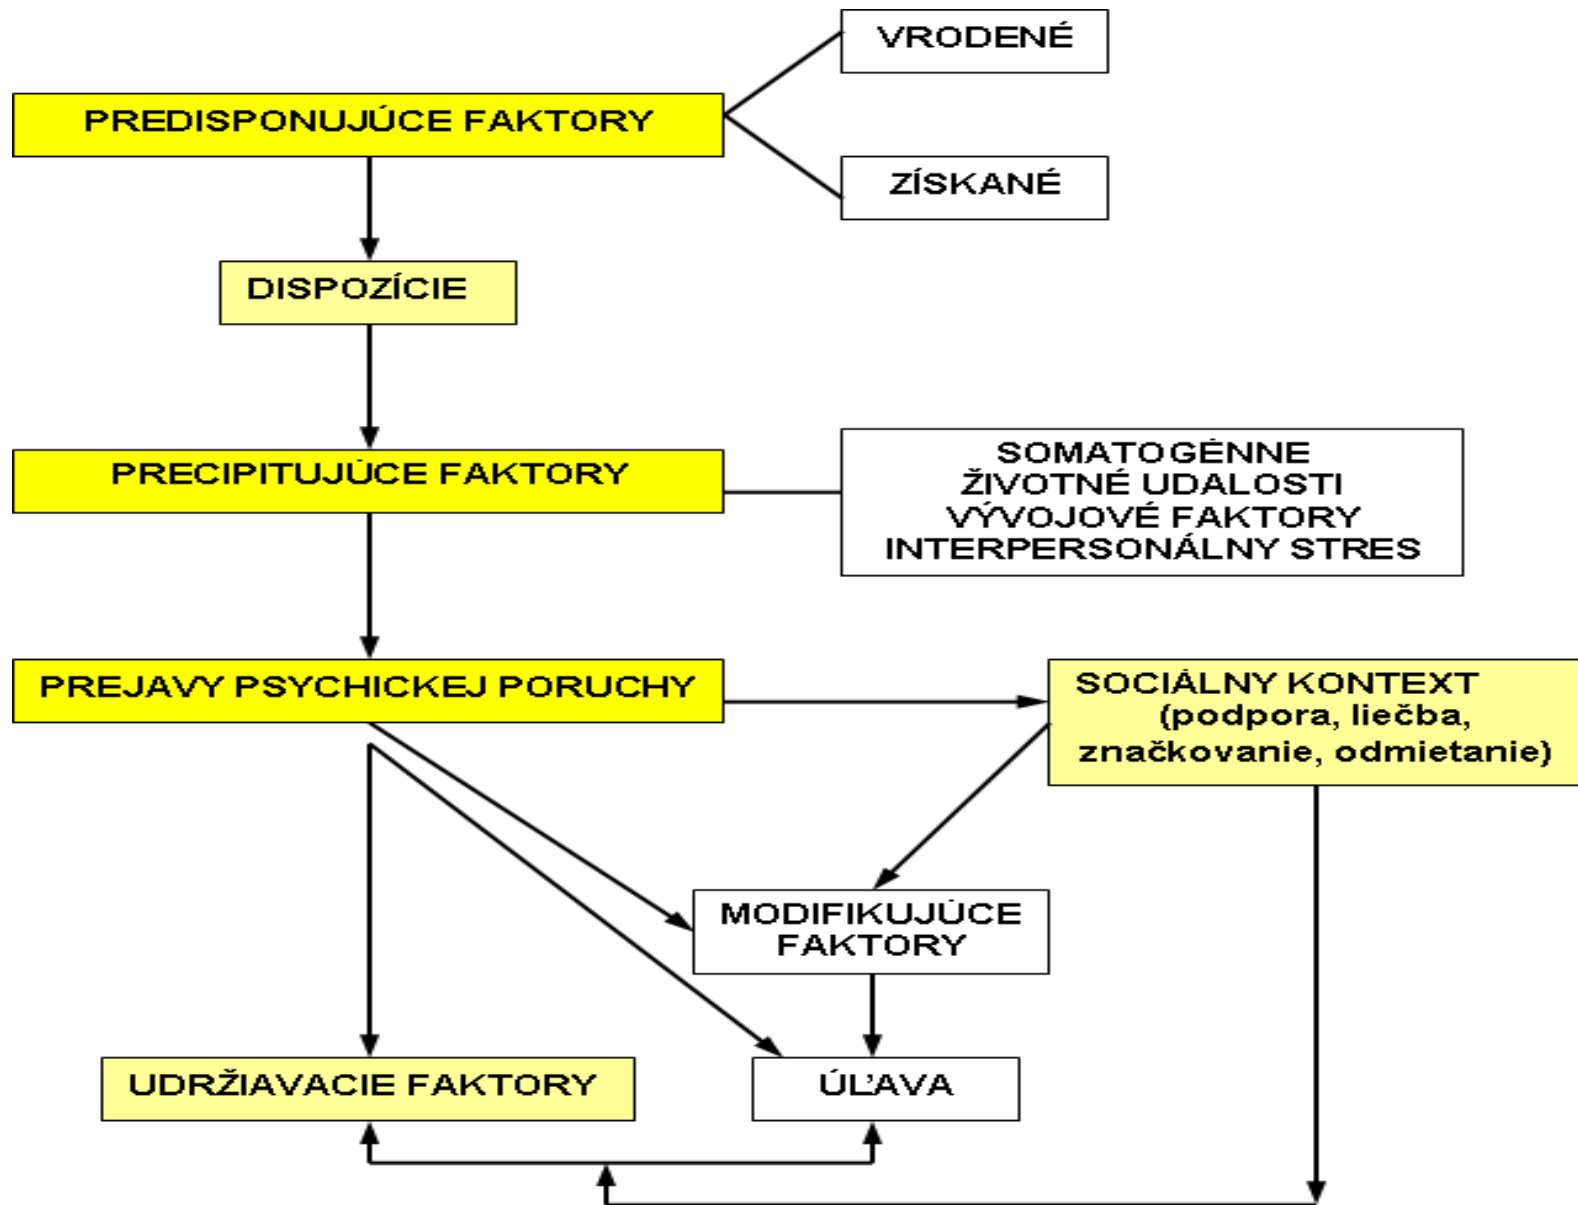 VRODENÉ
PREDISPONUJÚCE FAKTORY
ZÍSKANÉ
DISPOZÍCIE
PRECIPITUJÚCE FAKTORY
SOMATOGÉNNE
ŽIVOTNÉ UDALOSTI
VÝVOJOVÉ FAKTORY
INTERPERSONÁLNY STRES
PREJAVY PSYCHICKEJ PORUCHY
SOCIÁLNY KONTEXT
(podpora, liečba,
značkovanie, odmietanie)
MODIFIKUJÚCE
FAKTORY
UDRŽIAVACIE FAKTORY
ÚĽAVA